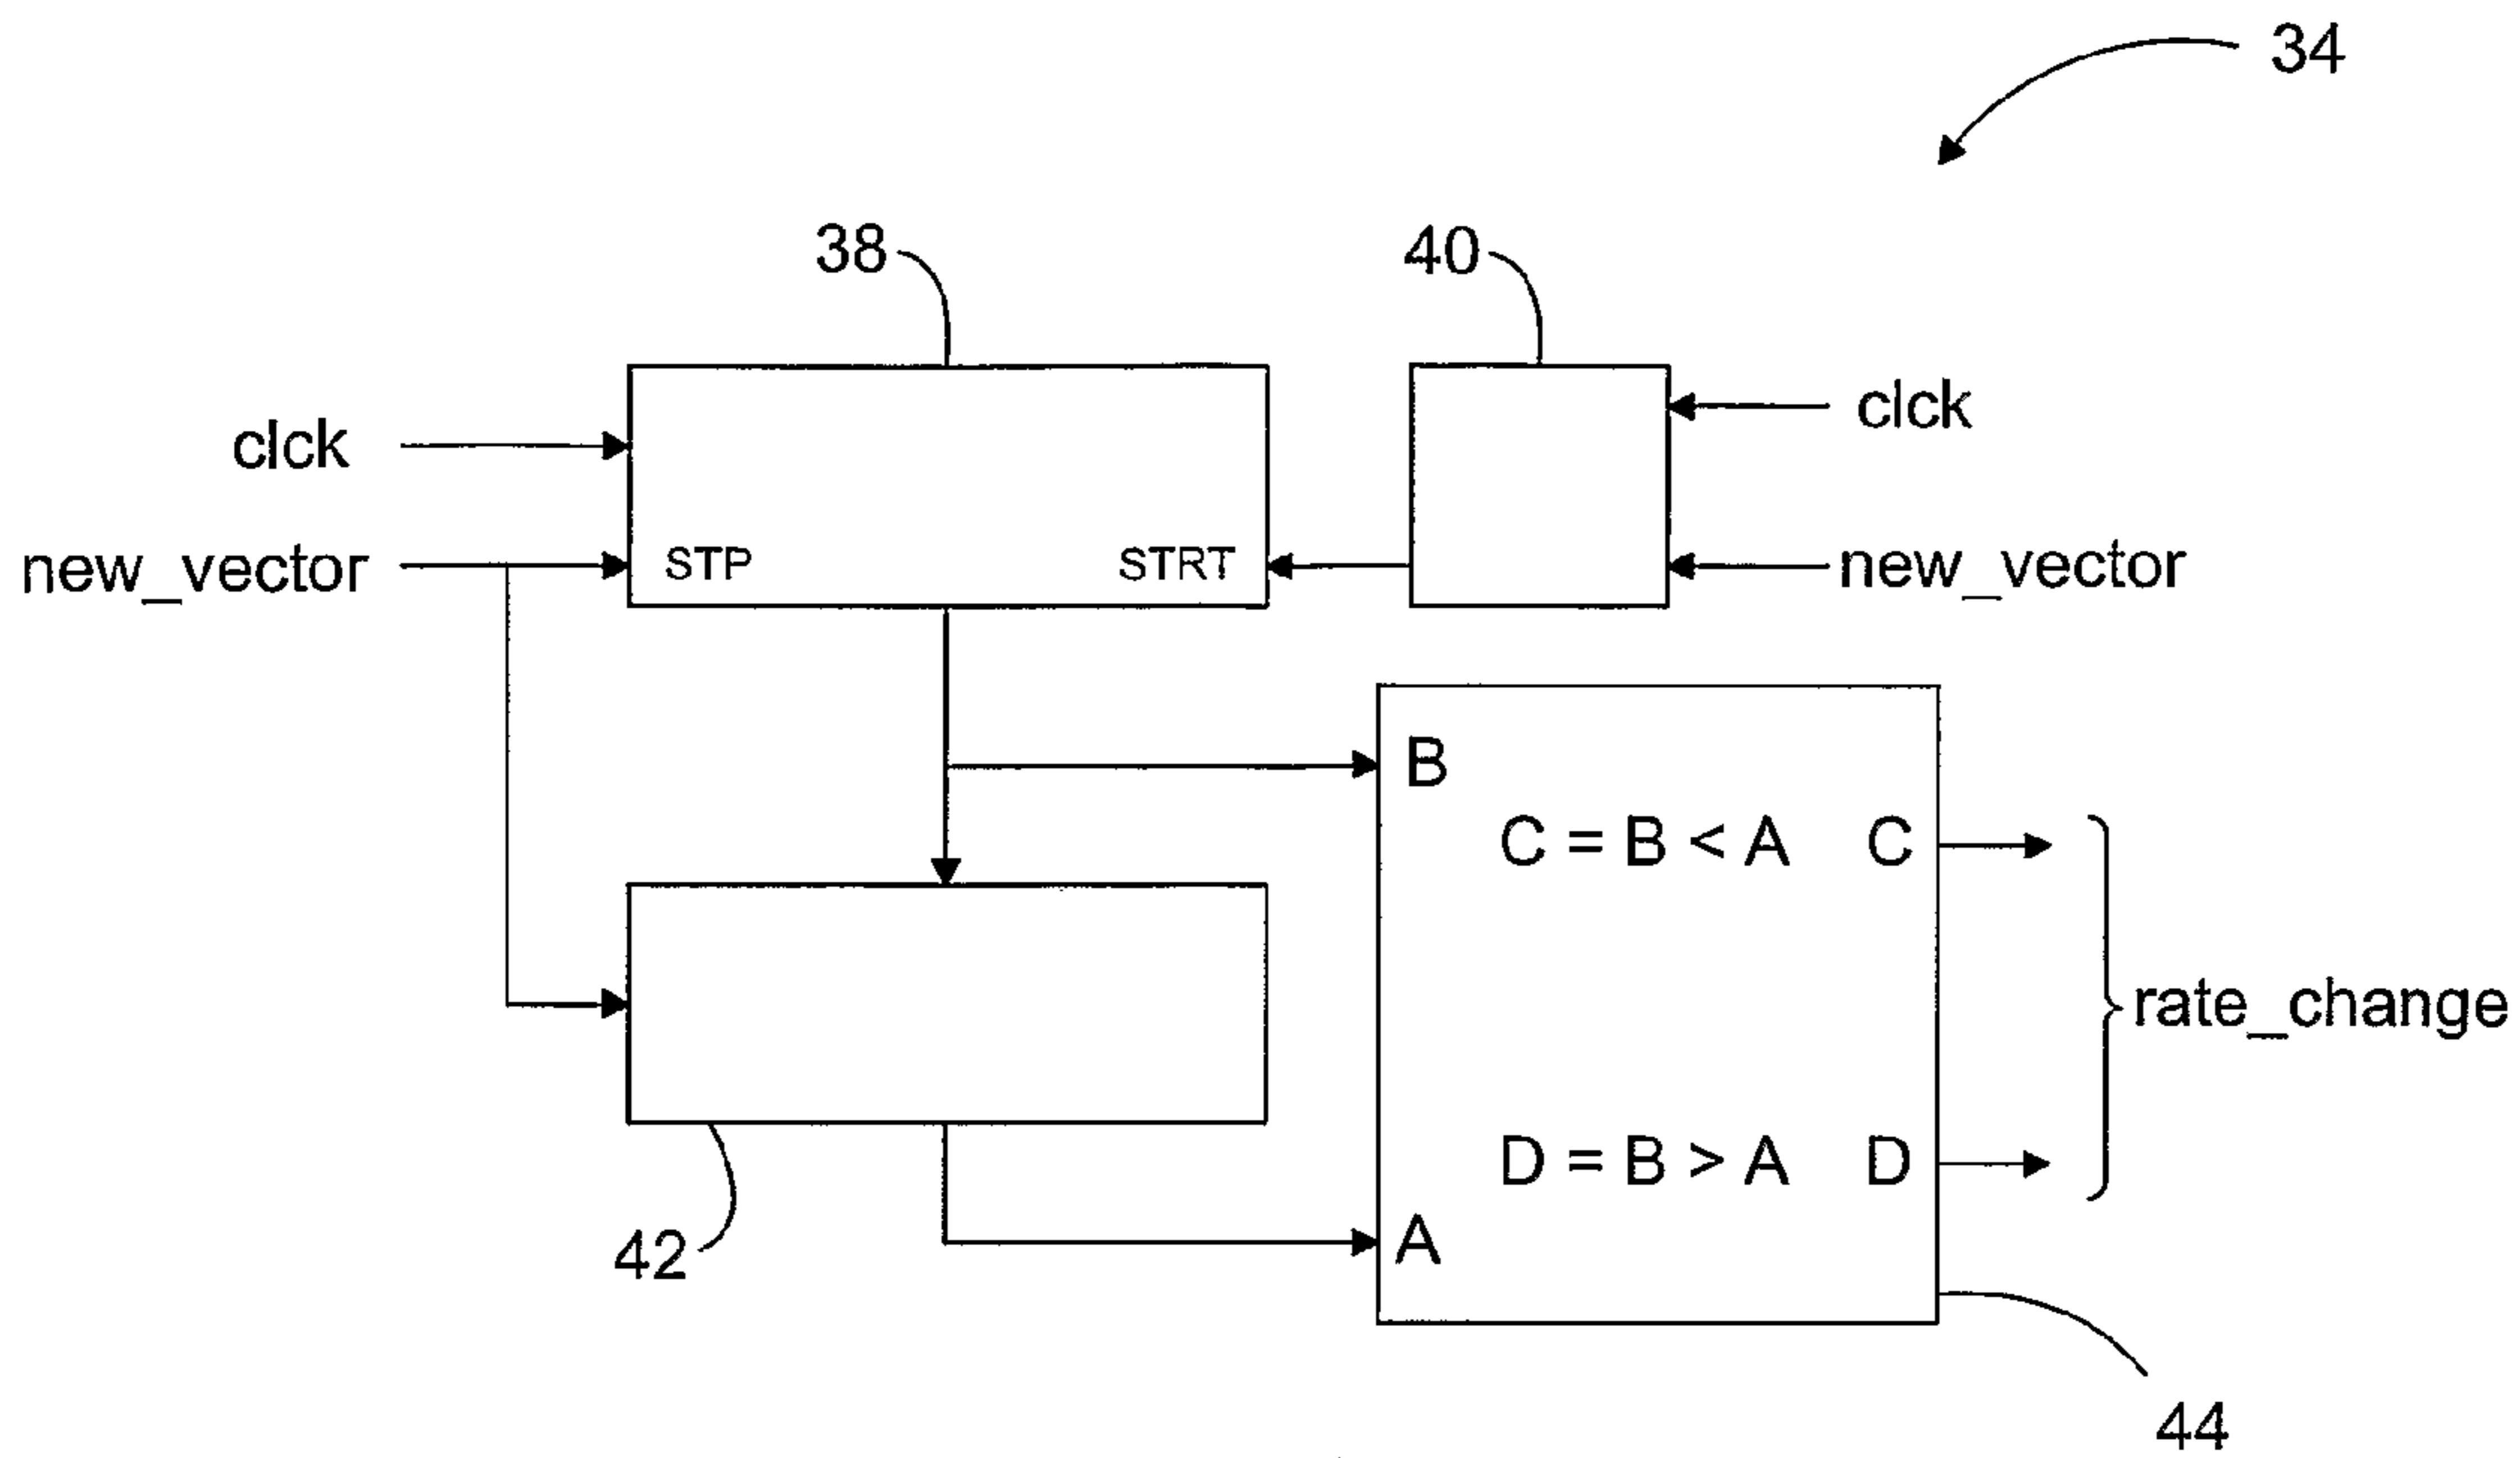 34
38
40
clck
clck
new_vector
STP
STRT
new_vector
B
C = B < A
C
rate_change
D = B > A
D
A
42
44